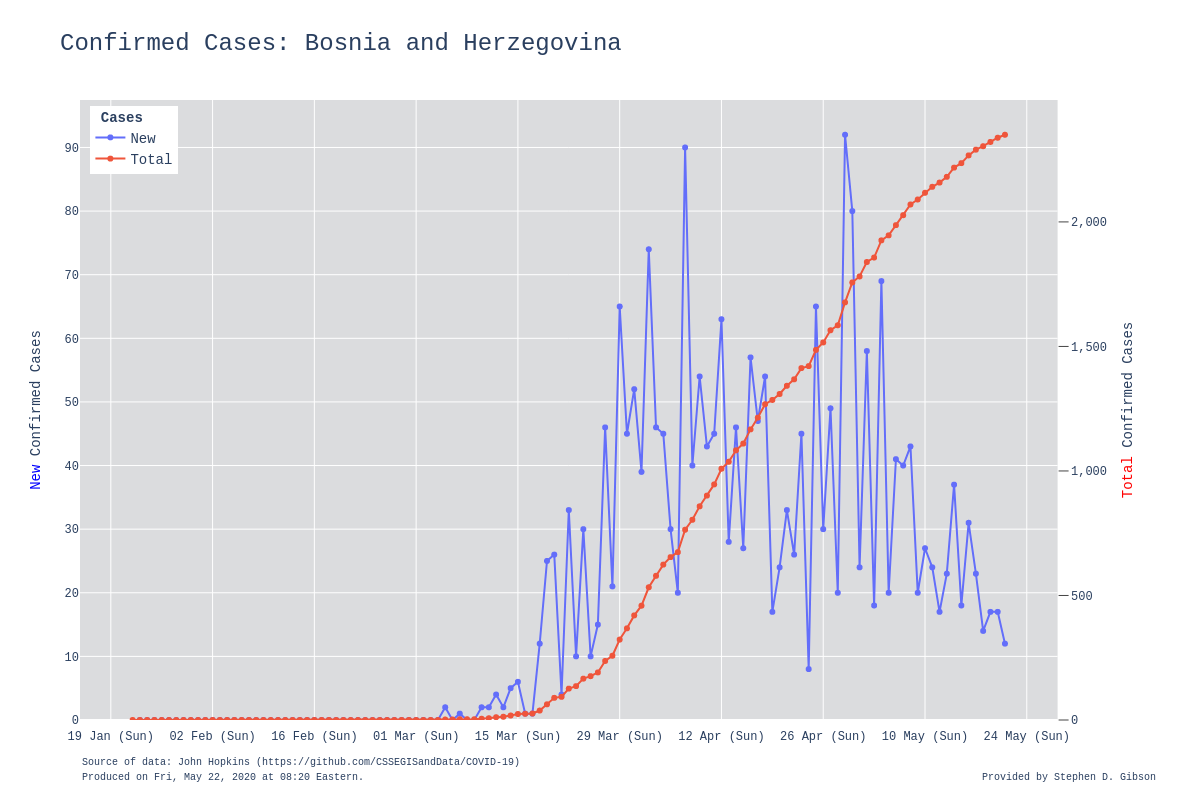 Confirmed Cases: Bosnia and Herzegovina
Cases
New
Total
90
80
70
60
50
40
30
20
10
0
New Confirmed Cases
2,000
1,500
1,000
500
0
Total Confirmed Cases
19 Jan (Sun) 02 Feb (Sun) 16 Feb (Sun) 01 Mar (Sun) 15 Mar (Sun) 29 Mar (Sun) 12 Apr (Sun) 26 Apr (Sun) 10 May (Sun) 24 May (Sun)
Source of data: John Hopkins (https://github.com/CSSEGISandData/COVID-19)
Produced on Fri, May 22, 2020 at 08:20 Eastern.
Provided by Stephen D. Gibson